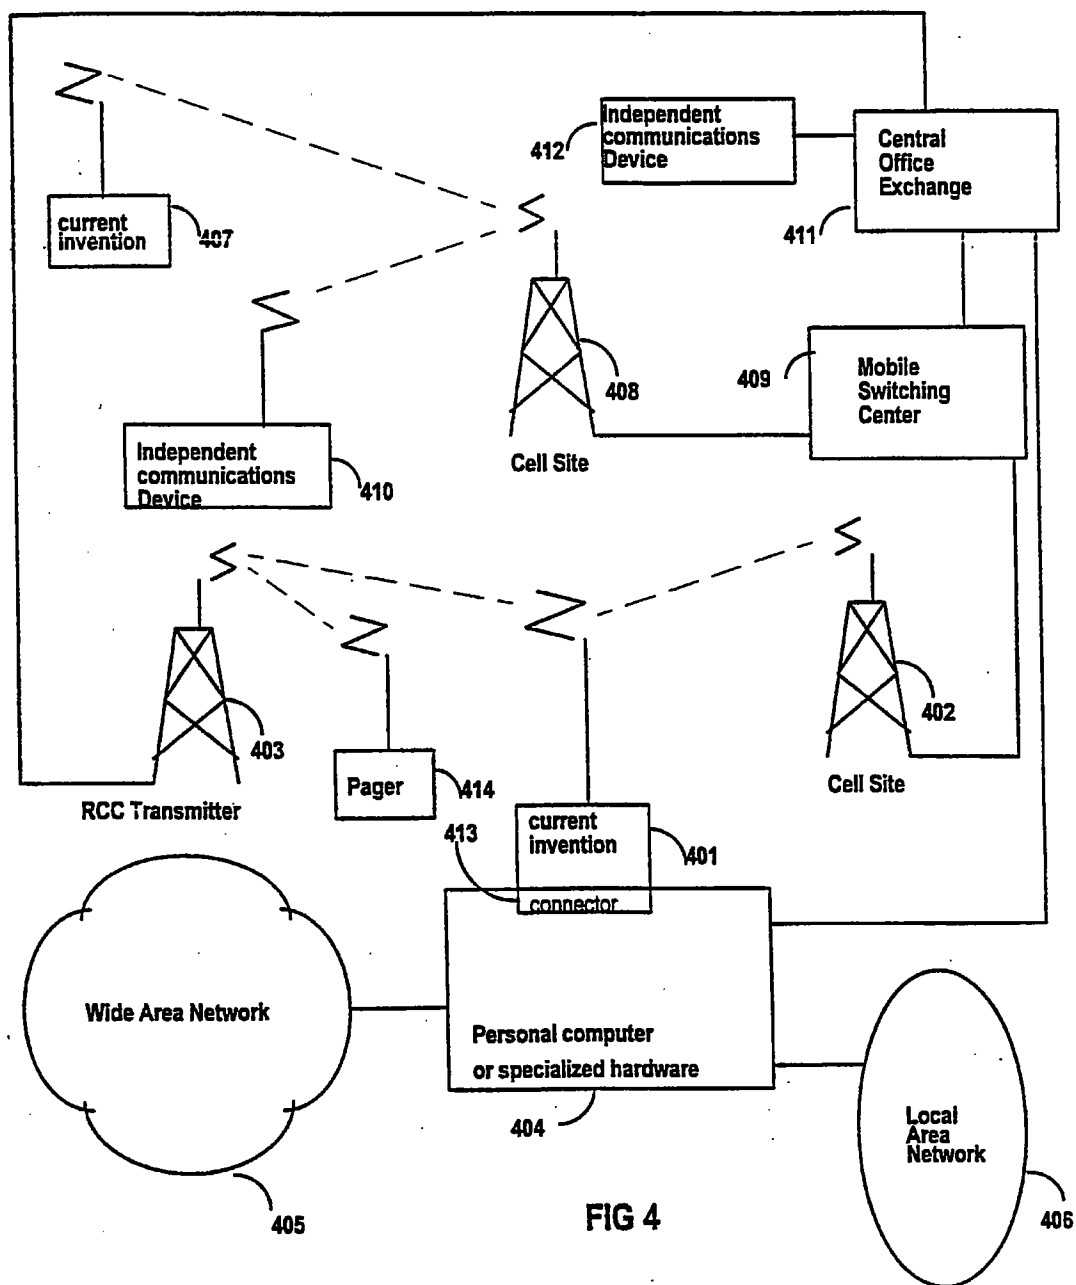 Independent
communications
Device
412
Central
Office
Exchange
411
current
invention
407
408
Cell Site
409
Mobile
Switching
Center
Independent
communications
Device
410
403
RCC Transmitter
402
Cell Site
Pager
414
413
current
invention
401
connector
Wide Area Network
405
Personal computer
or specialized hardware
404
Local
Area
Network
406
FIG 4